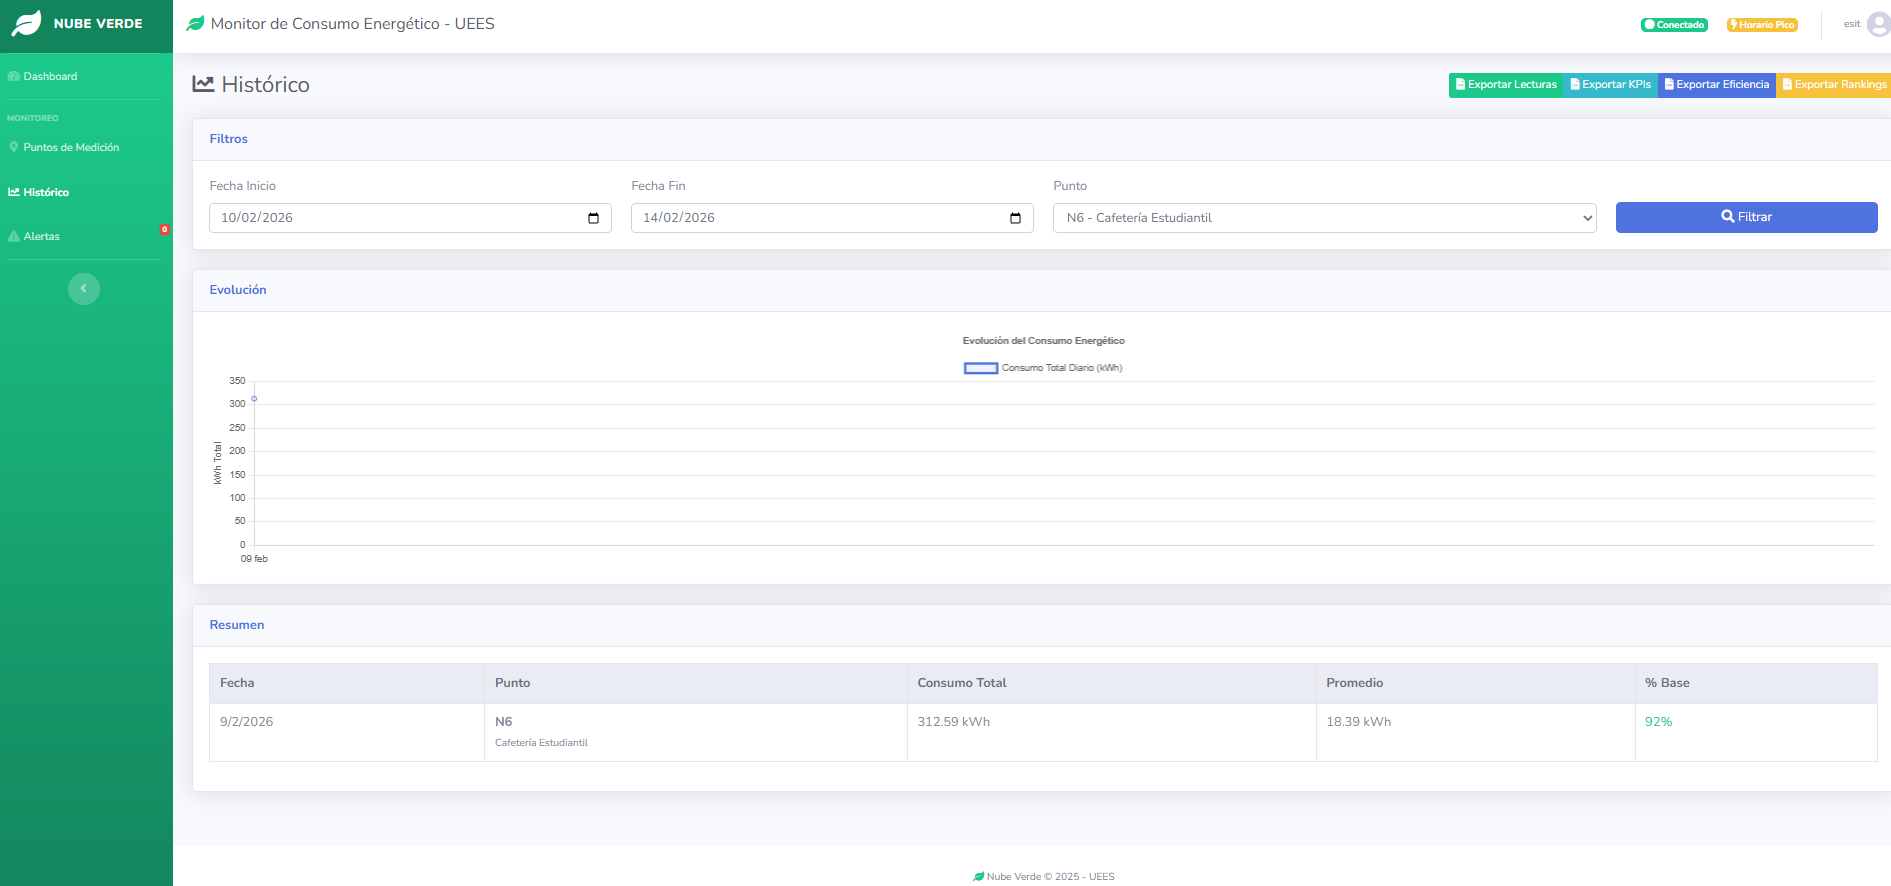 NUBE VERDE
Monitor de Consumo Energético - UEES
Conectado
Horario Pico
esit
Dashboard
MONITOREO
Puntos de Medición
Histórico
Alertas
0
Histórico
Exportar Lecturas
Exportar KPIs
Exportar Eficiencia
Exportar Rankings
Filtros
Fecha Inicio
Fecha Fin
Punto
10/02/2026
14/02/2026
N6 - Cafetería Estudiantil
Filtrar
Evolución
Evolución del Consumo Energético
Consumo Total Diario (kWh)
kWh Total
350
300
250
200
150
100
50
0
09 feb
Resumen
Fecha
Punto
Consumo Total
Promedio
% Base
9/2/2026
N6
Cafetería Estudiantil
312.59 kWh
18.39 kWh
92%
Nube Verde © 2025 - UEES